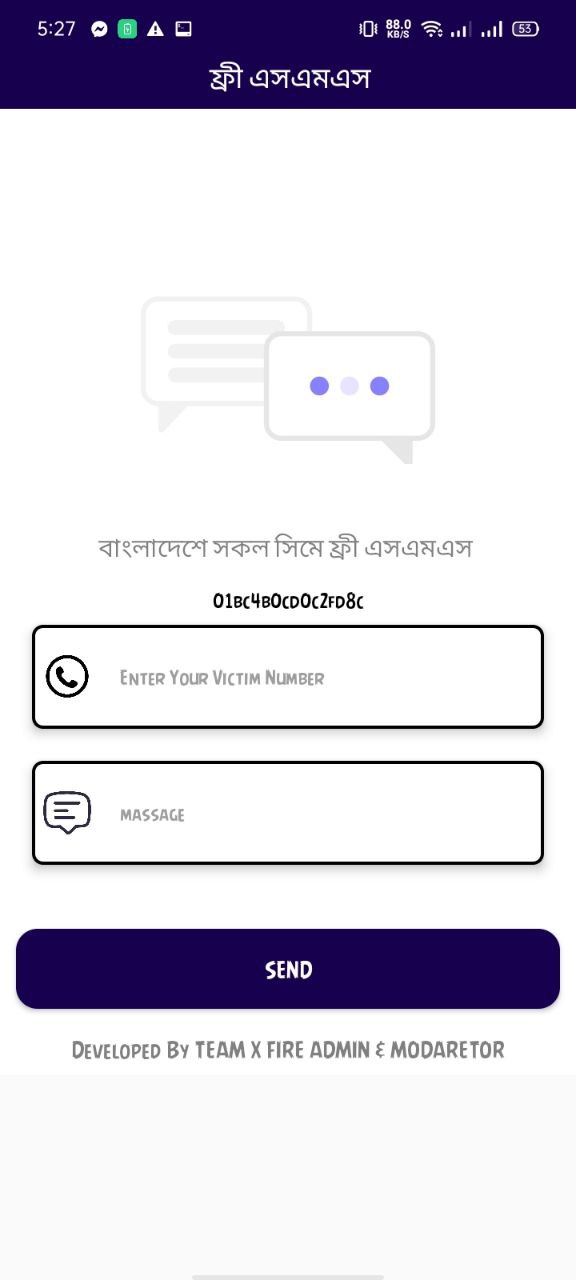 5:27 88.0 KB/S 53
ফ্রী এসএমএস
বাংলাদেশে সকল সিমে ফ্রী এসএমএস
01BC4B0CD0C2FD8C
ENTER YOUR VICTIM NUMBER
MASSAGE
SEND
DEVELOPED BY TEAM X FIRE ADMIN & MODARETOR